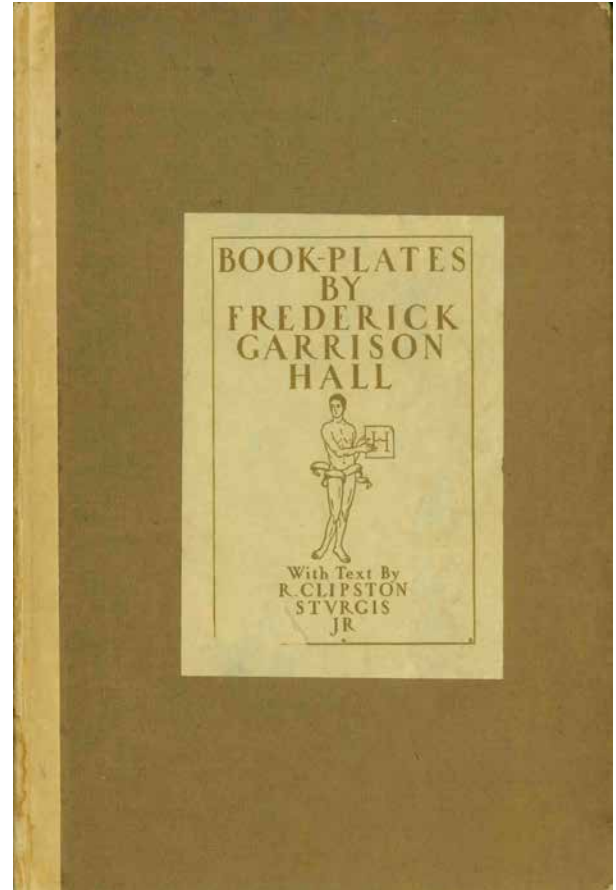 BOOK-PLATES
BY
FREDERICK
GARRISON
HALL
H
With Text By
R. CLIPSTON
STVRGIS
JR